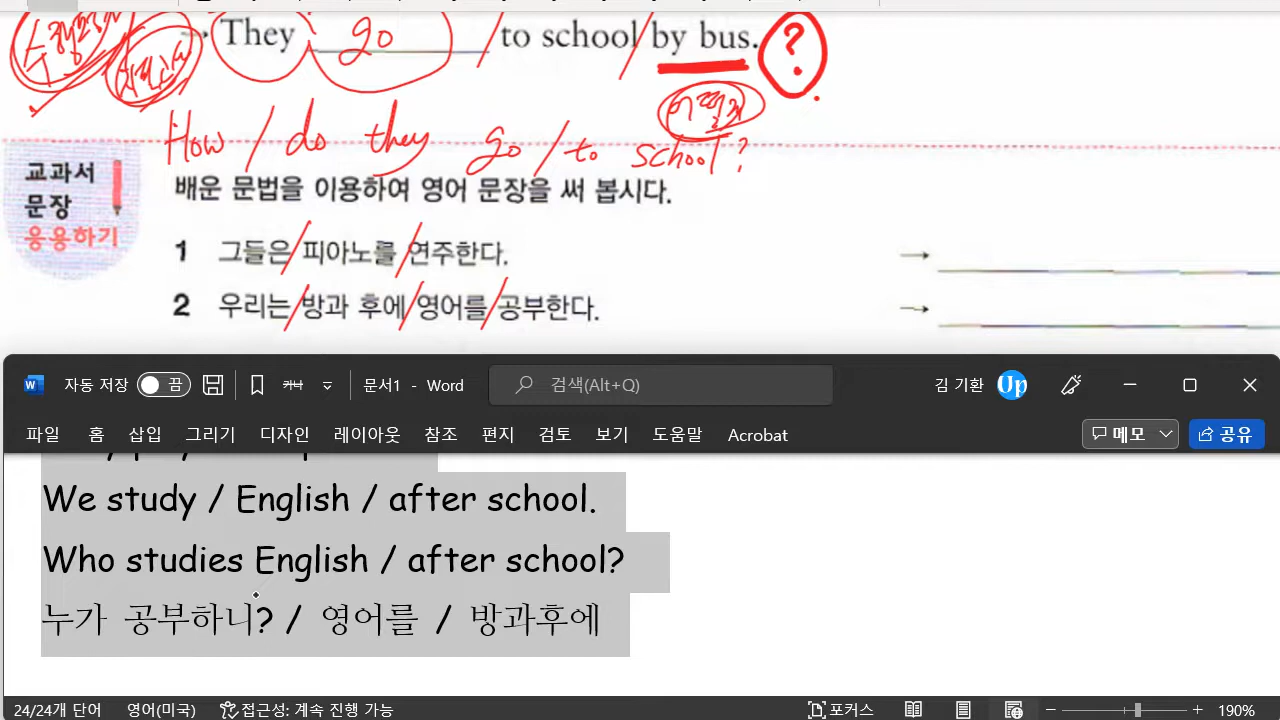 수 → They go / to school / by bus. ?
어떻게
How / do they go / to school?
교과서
문장
응용하기
배운 문법을 이용하여 영어 문장을 써 봅시다.
1 그들은 / 피아노를 / 연주한다. →
2 우리는 / 방과 후에 / 영어를 / 공부한다. →
자동 저장 끔 가나 문서1 - Word 검색(Alt+Q) 김 기환 Up
파일 홈 삽입 그리기 디자인 레이아웃 참조 편지 검토 보기 도움말 Acrobat 메모 공유
We study / English / after school.
Who studies English / after school?
누가 공부하니? / 영어를 / 방과후에
24/24개 단어 영어(미국) 접근성: 계속 진행 가능 포커스 190%